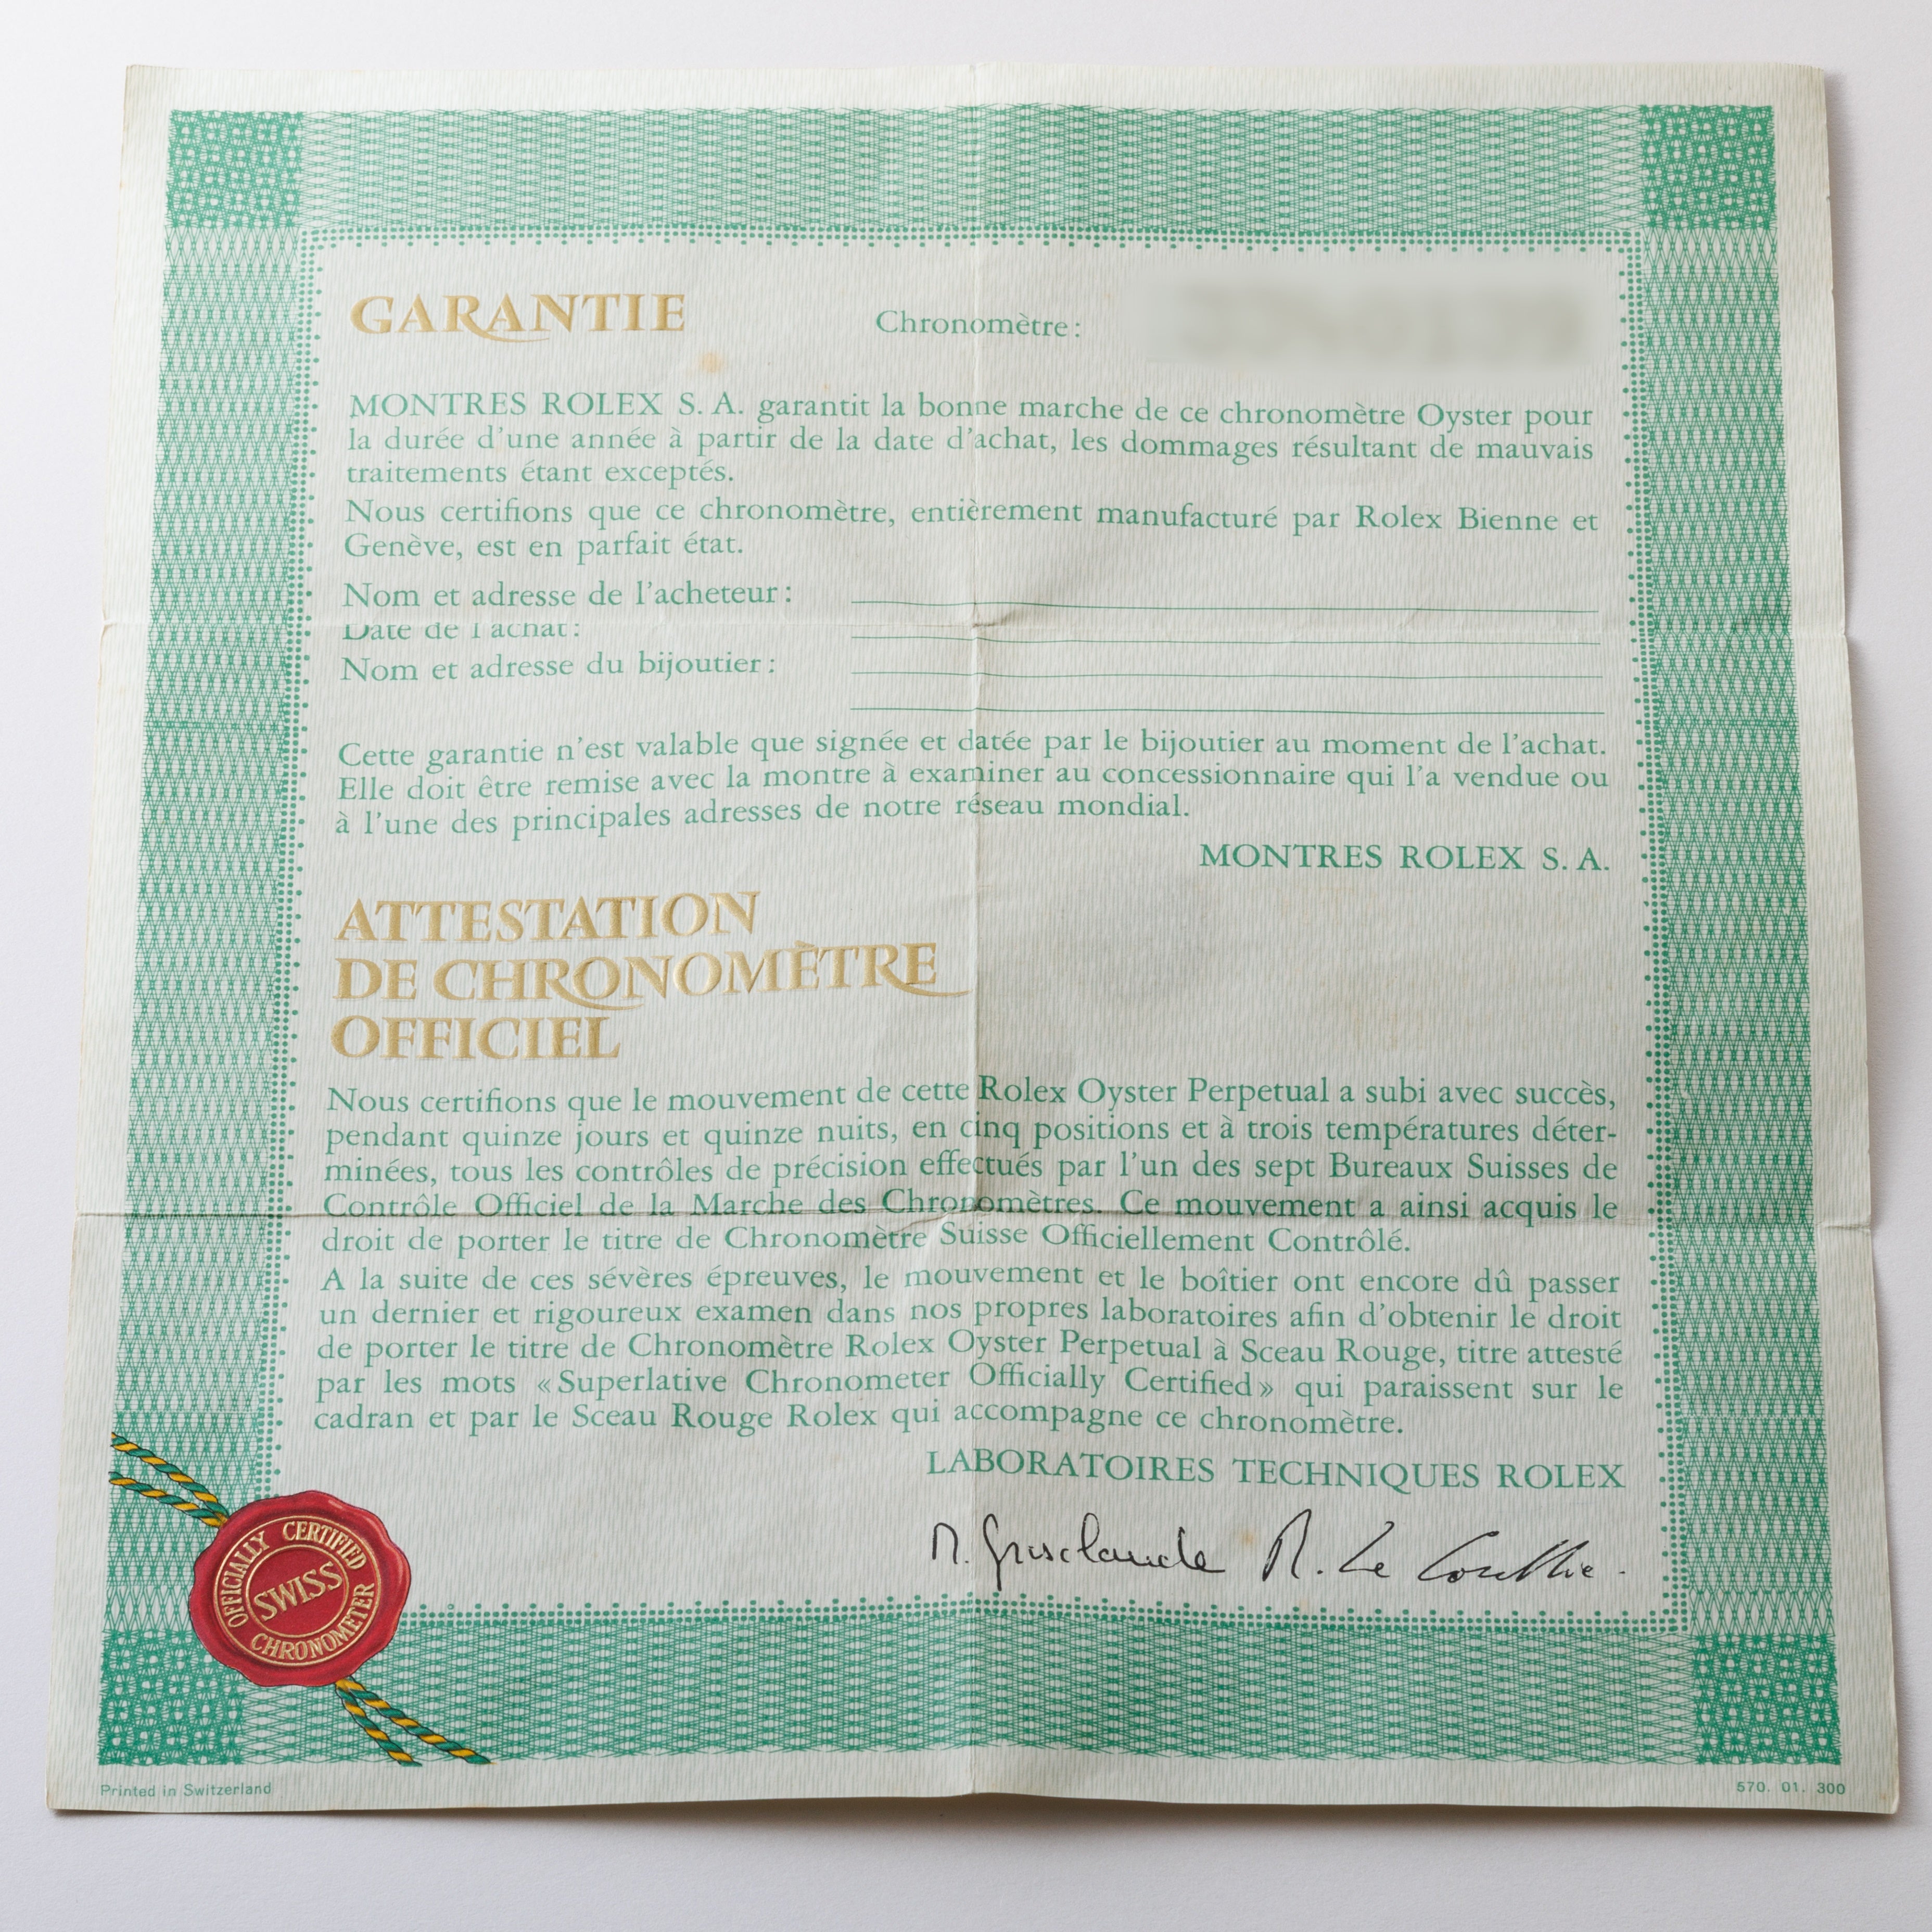 GARANTIE
Chronomètre:
MONTRES ROLEX S. A. garantit la bonne marche de ce chronomètre Oyster pour
la durée d'une année à partir de la date d'achat, les dommages résultant de mauvais
traitements étant exceptés.
Nous certifions que ce chronomètre, entièrement manufacturé par Rolex Bienne et
Genève, est en parfait état.
Nom et adresse de l'acheteur:
Date de l'achat:
Nom et adresse du bijoutier:
Cette garantie n'est valable que signée et datée par le bijoutier au moment de l'achat.
Elle doit être remise avec la montre à examiner au concessionnaire qui l'a vendue ou
à l'une des principales adresses de notre réseau mondial.
MONTRES ROLEX S. A.
ATTESTATION
DE CHRONOMÈTRE
OFFICIEL
Nous certifions que le mouvement de cette Rolex Oyster Perpetual a subi avec succès,
pendant quinze jours et quinze nuits, en cinq positions et à trois températures déter-
minées, tous les contrôles de précision effectués par l'un des sept Bureaux Suisses de
Contrôle Officiel de la Marche des Chronomètres. Ce mouvement a ainsi acquis le
droit de porter le titre de Chronomètre Suisse Officiellement Contrôlé.
A la suite de ces sévères épreuves, le mouvement et le boîtier ont encore dû passer
un dernier et rigoureux examen dans nos propres laboratoires afin d'obtenir le droit
de porter le titre de Chronomètre Rolex Oyster Perpetual à Sceau Rouge, titre attesté
par les mots «Superlative Chronometer Officially Certified» qui paraissent sur le
cadran et par le Sceau Rouge Rolex qui accompagne ce chronomètre.
LABORATOIRES TECHNIQUES ROLEX
OFFICIALLY CERTIFIED
SWISS
CHRONOMETER
Printed in Switzerland
570. 01. 300